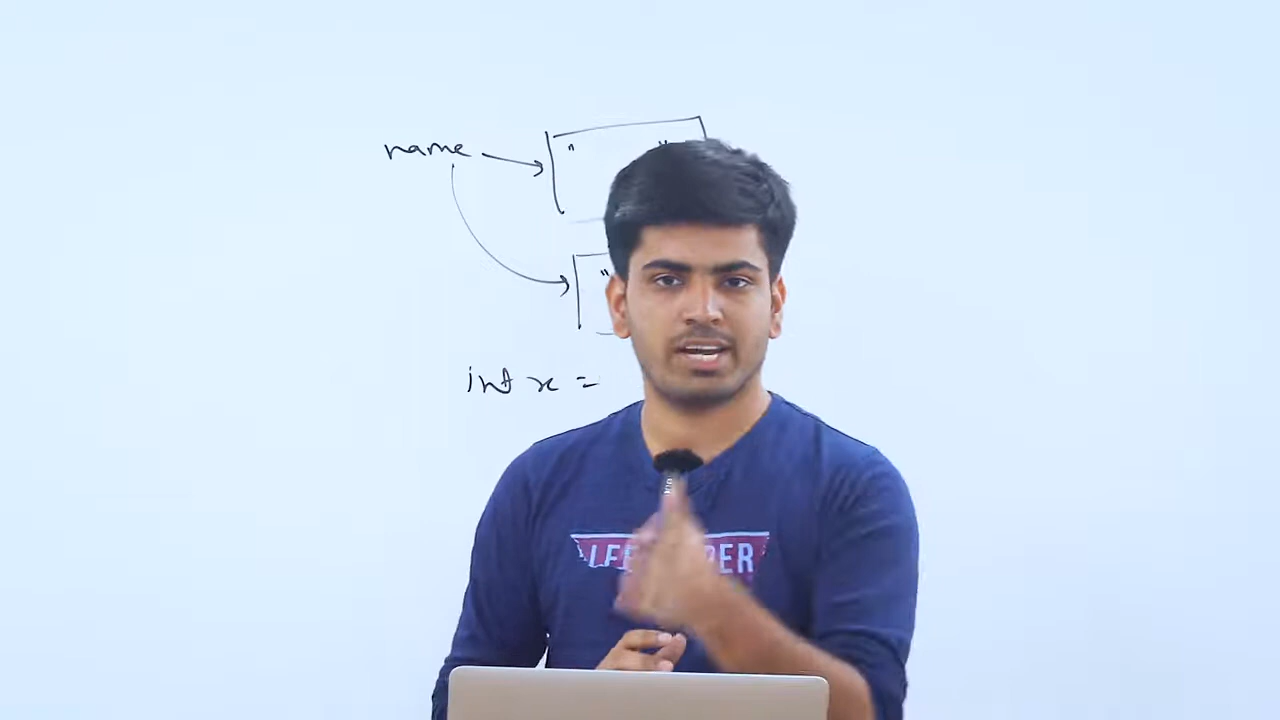 name
" "
"
int x =